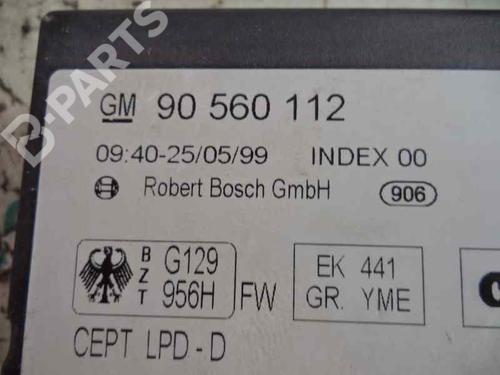 B-PARTS
GM 90 560 112
09:40-25/05/99 INDEX 00
Robert Bosch GmbH 906
BZT G129 956H FW
EK 441
GR. YME
CEPT LPD - D